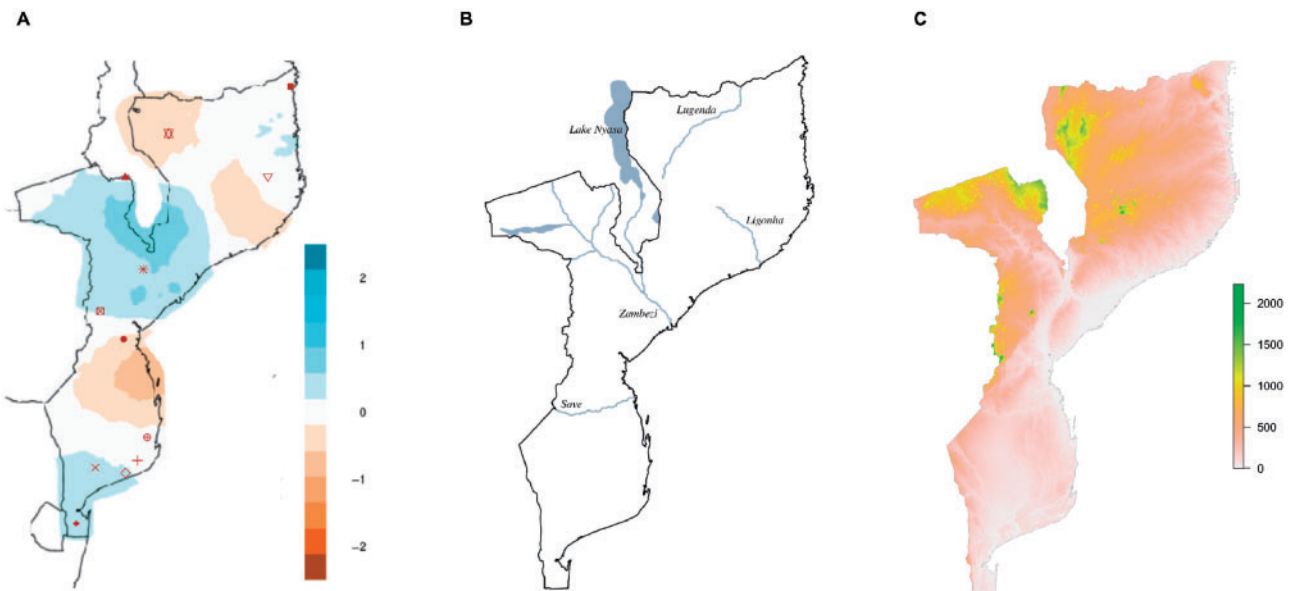 A
B
C
Lugenda
Lake Nyasa
Ligonha
Zambezi
Save
2
1
0
−1
−2
2000
1500
1000
500
0